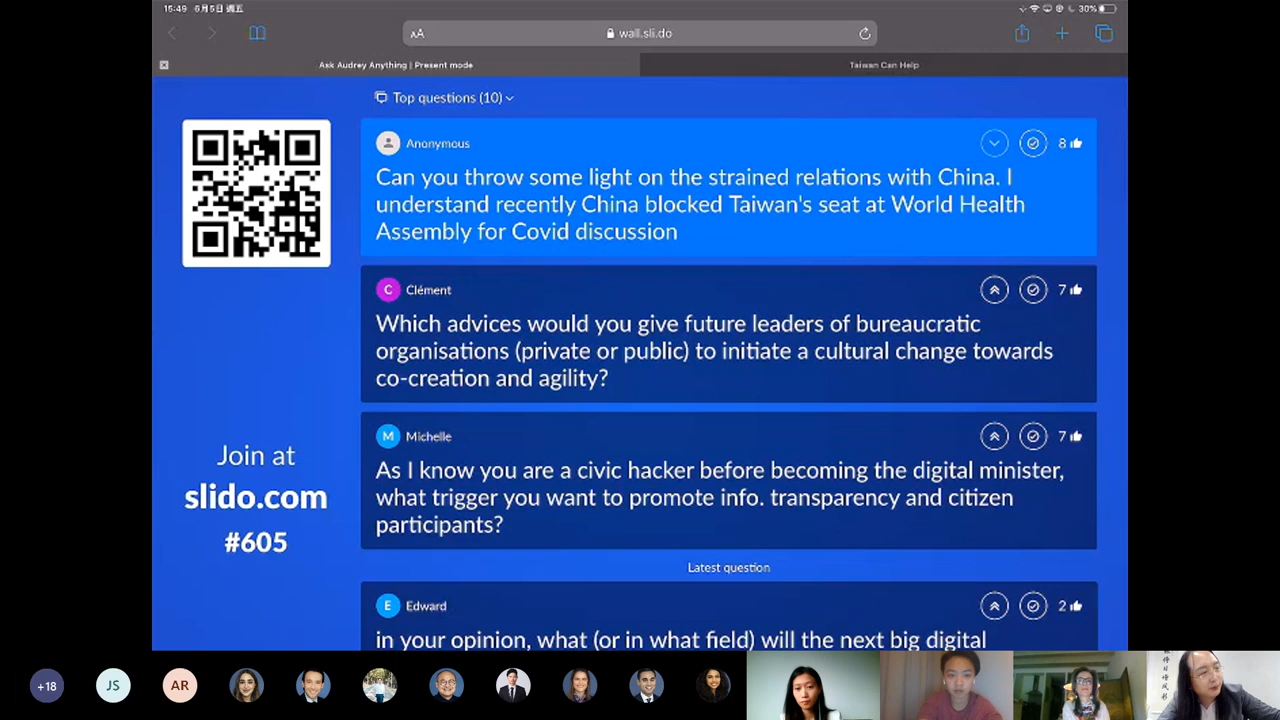 15:49 6月5日 週五
30%
AA
wall.sli.do
Ask Audrey Anything | Present mode
Taiwan Can Help
Top questions (10)
Anonymous
8
Can you throw some light on the strained relations with China. I
understand recently China blocked Taiwan's seat at World Health
Assembly for Covid discussion
C Clément
7
Which advices would you give future leaders of bureaucratic
organisations (private or public) to initiate a cultural change towards
co-creation and agility?
M Michelle
7
As I know you are a civic hacker before becoming the digital minister,
what trigger you want to promote info. transparency and citizen
participants?
Join at
slido.com
#605
Latest question
E Edward
2
in your opinion, what (or in what field) will the next big digital
+18
JS
AR